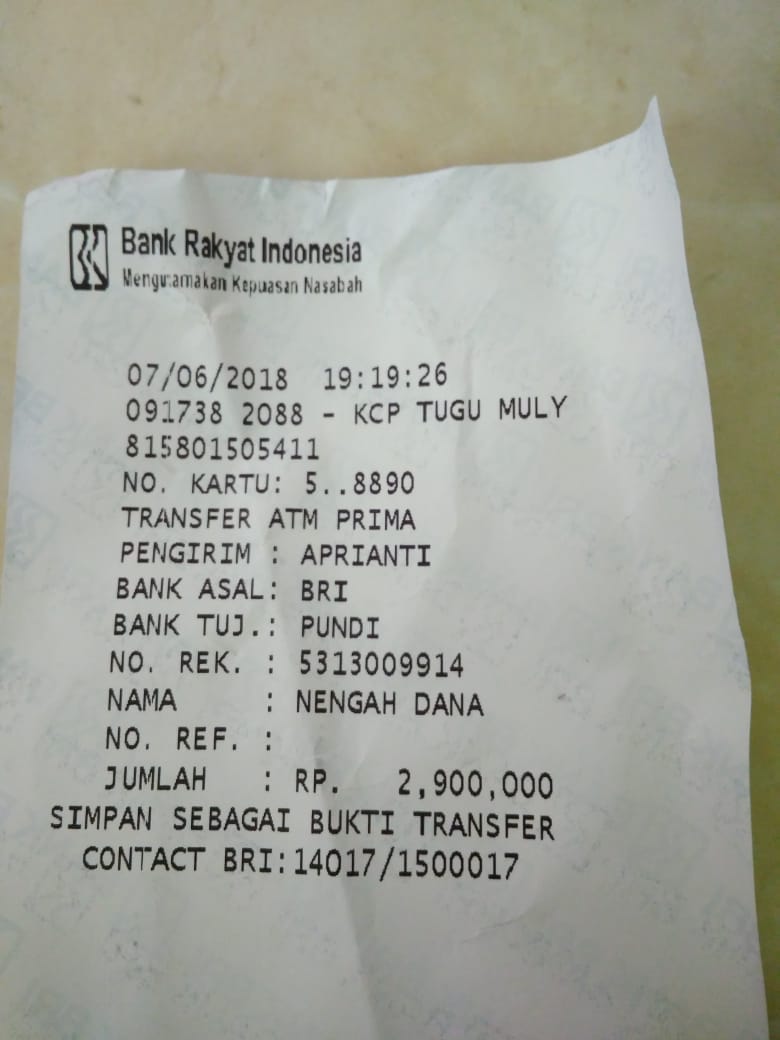 Bank Rakyat Indonesia
Mengutamakan Kepuasan Nasabah
07/06/2018 19:19:26
091738 2088 - KCP TUGU MULY
815801505411
NO. KARTU: 5..8890
TRANSFER ATM PRIMA
PENGIRIM : APRIANTI
BANK ASAL: BRI
BANK TUJ.: PUNDI
NO. REK. : 5313009914
NAMA : NENGAH DANA
NO. REF. :
JUMLAH : RP. 2,900,000
SIMPAN SEBAGAI BUKTI TRANSFER
CONTACT BRI:14017/1500017